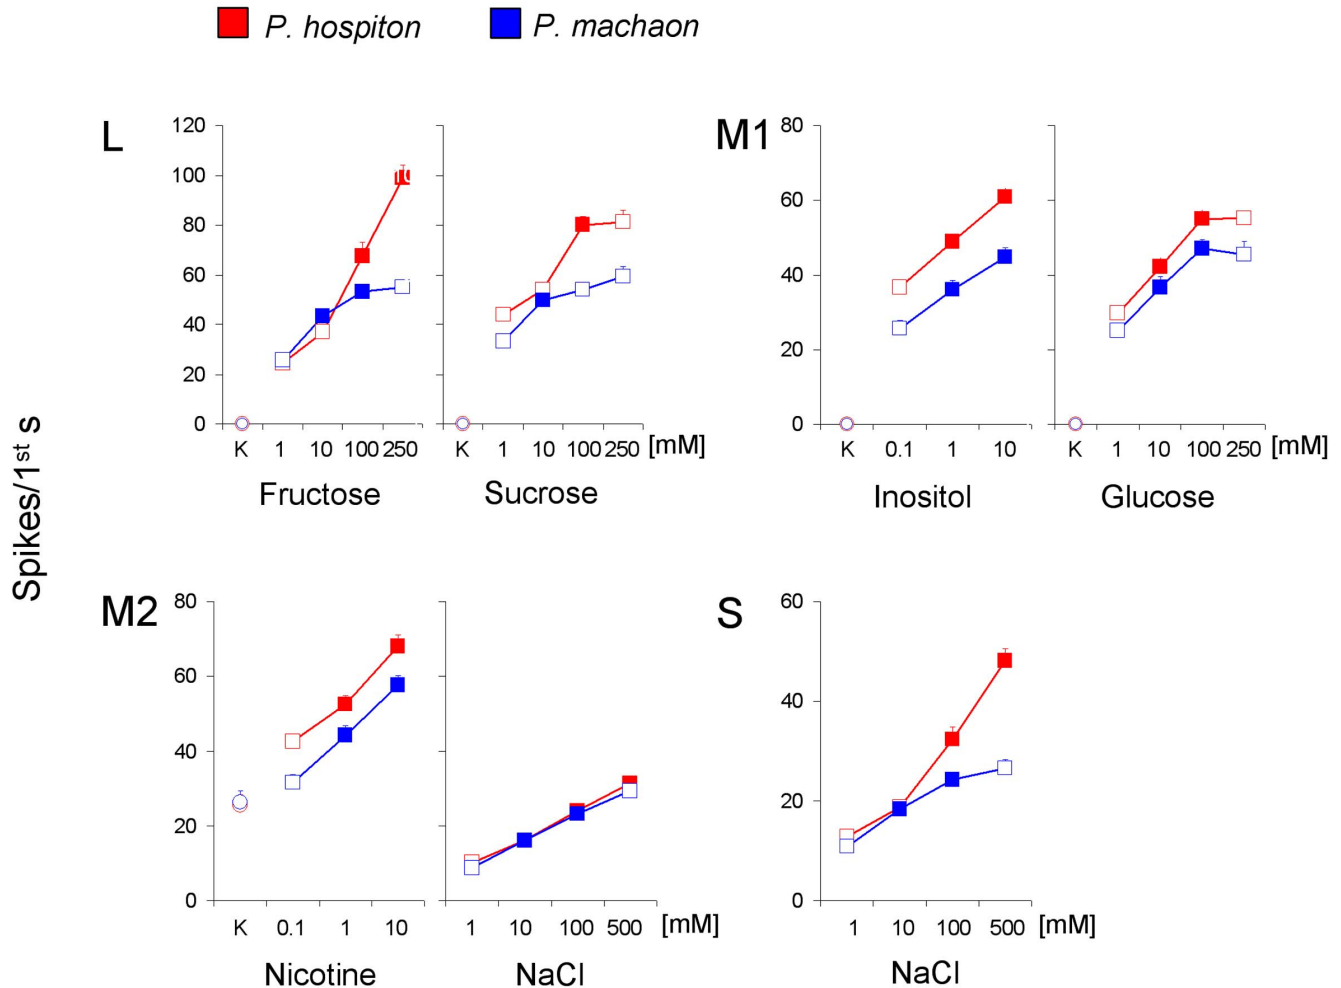 P. hospiton P. machaon
L
120
100
80
60
40
20
0
K 1 10 100 250
Fructose
K 1 10 100 250 [mM]
Sucrose
M1
80
60
40
20
0
K 0.1 1 10
Inositol
K 1 10 100 250 [mM]
Glucose
Spikes/1st s
M2
80
60
40
20
0
K 0.1 1 10
Nicotine
1 10 100 500 [mM]
NaCl
S
60
40
20
0
1 10 100 500 [mM]
NaCl